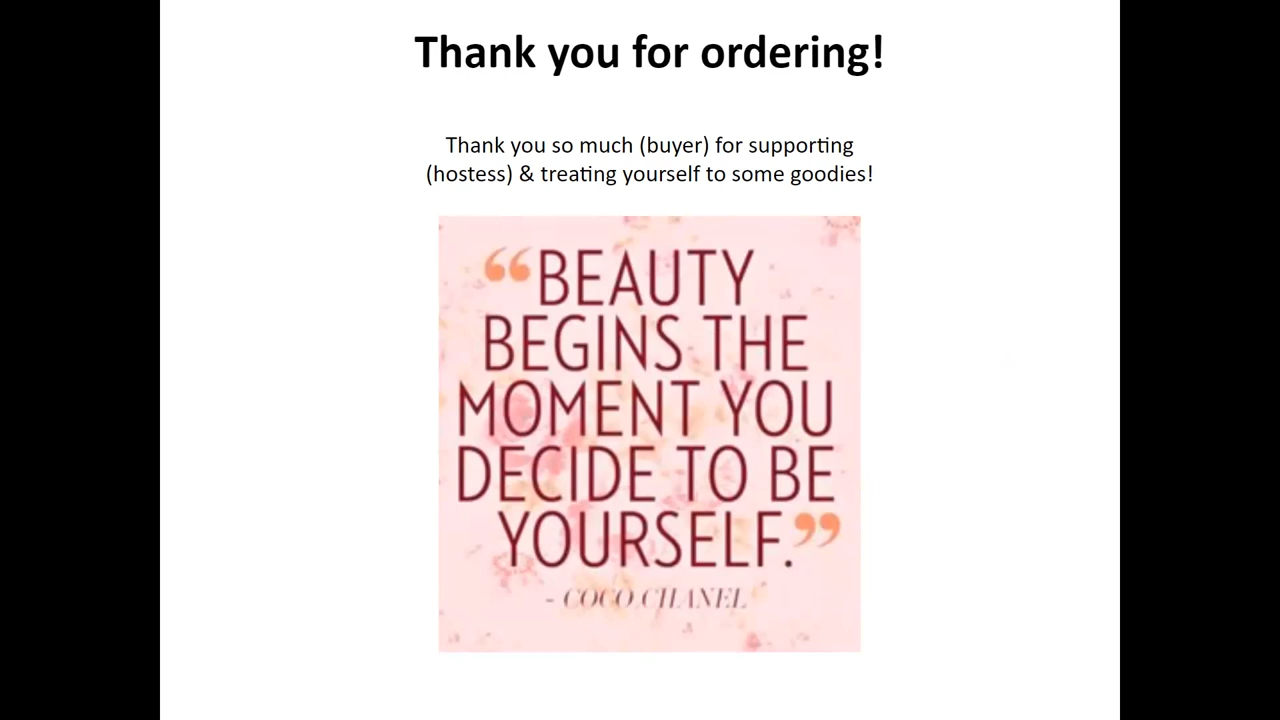 Thank you for ordering!
Thank you so much (buyer) for supporting
(hostess) & treating yourself to some goodies!
“BEAUTY
BEGINS THE
MOMENT YOU
DECIDE TO BE
YOURSELF.”
- COCO CHANEL